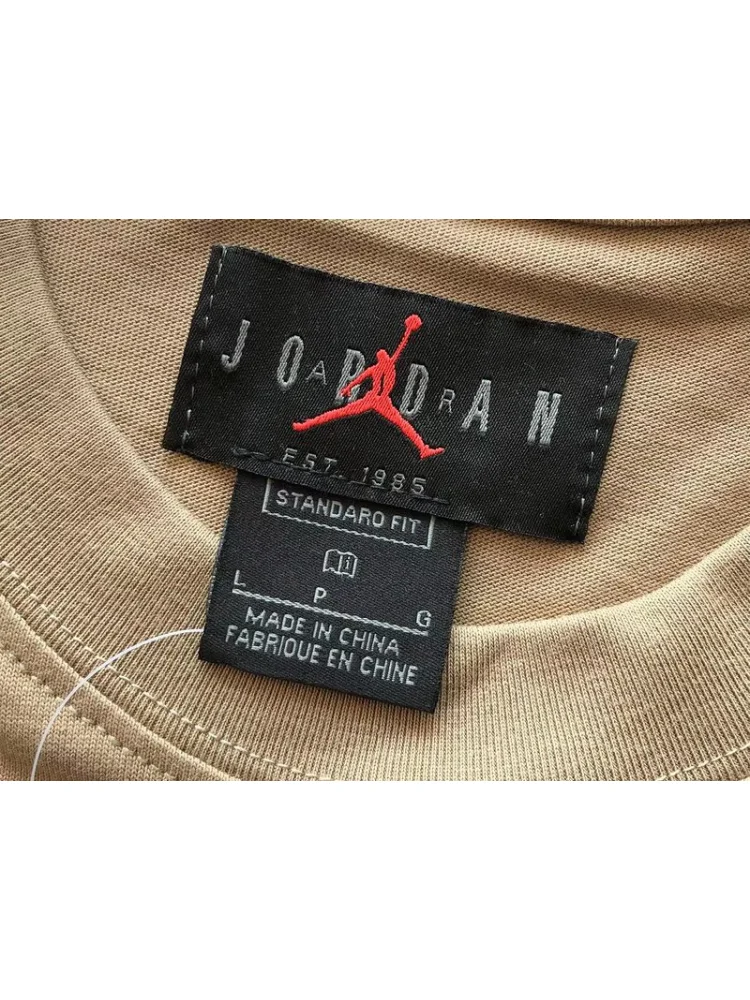 JORDAN
AIR
EST. 1985
STANDARO FIT
L P G
MADE IN CHINA
FABRIOUE EN CHINE